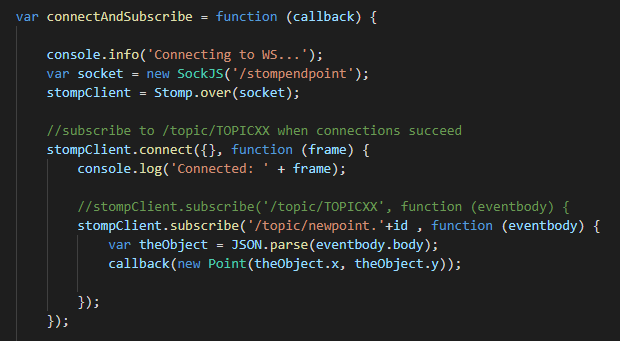 var connectAndSubscribe = function (callback) {
console.info('Connecting to WS...');
var socket = new SockJS('/stompendpoint');
stompClient = Stomp.over(socket);
//subscribe to /topic/TOPICXX when connections succeed
stompClient.connect({}, function (frame) {
console.log('Connected: ' + frame);
//stompClient.subscribe('/topic/TOPICXX', function (eventbody) {
stompClient.subscribe('/topic/newpoint.'+id , function (eventbody) {
var theObject = JSON.parse(eventbody.body);
callback(new Point(theObject.x, theObject.y));
});
});